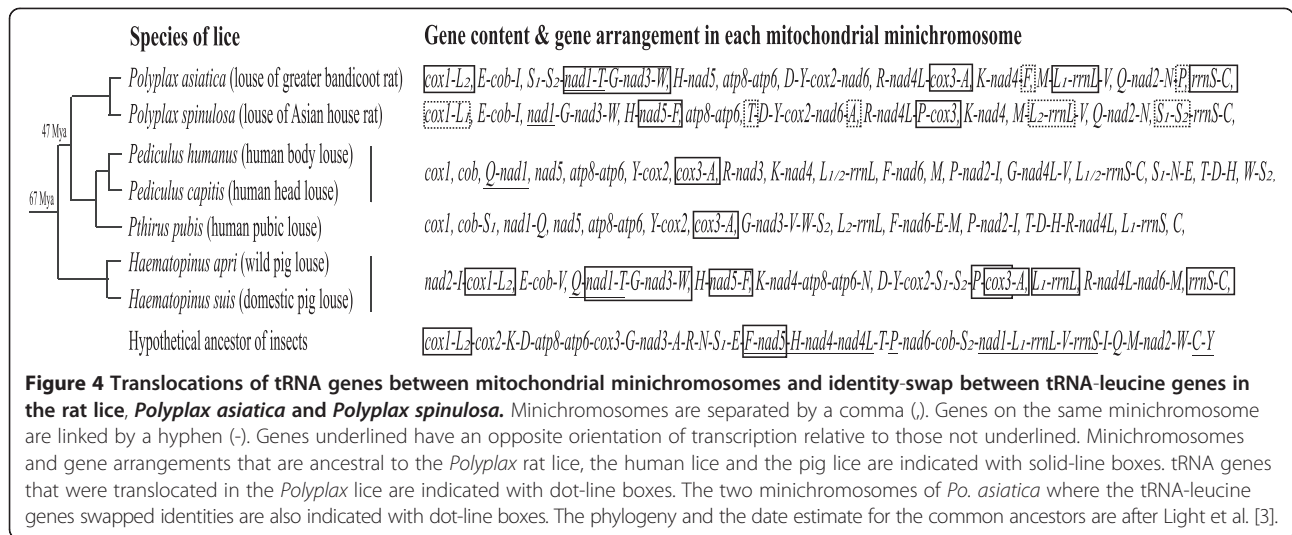 Species of lice
Gene content & gene arrangement in each mitochondrial minichromosome
Polyplax asiatica (louse of greater bandicoot rat)
cox1-L₂, E-cob-I, S₁-S₂-nad1-T-G-nad3-W, H-nad5, atp8-atp6, D-Y-cox2-nad6, R-nad4L-cox3-A, K-nad4-F, M-L₁-rrnL-V, Q-nad2-N-P, rrnS-C,
Polyplax spinulosa (louse of Asian house rat)
cox1-L₁, E-cob-I, nad1-G-nad3-W, H-nad5-F, atp8-atp6, T-D-Y-cox2-nad6-A, R-nad4L-P-cox3, K-nad4, M-L₂-rrnL-V, Q-nad2-N, S₁-S₂-rrnS-C,
47 Mya
Pediculus humanus (human body louse)
Pediculus capitis (human head louse)
cox1, cob, Q-nad1, nad5, atp8-atp6, Y-cox2, cox3-A, R-nad3, K-nad4, L₁/₂-rrnL, F-nad6, M, P-nad2-I, G-nad4L-V, L₁/₂-rrnS-C, S₁-N-E, T-D-H, W-S₂,
67 Mya
Pthirus pubis (human pubic louse)
cox1, cob-S₁, nad1-Q, nad5, atp8-atp6, Y-cox2, cox3-A, G-nad3-V-W-S₂, L₂-rrnL, F-nad6-E-M, P-nad2-I, T-D-H-R-nad4L, L₁-rrnS, C,
Haematopinus apri (wild pig louse)
Haematopinus suis (domestic pig louse)
nad2-I-cox1-L₂, E-cob-V, Q-nad1-T-G-nad3-W, H-nad5-F, K-nad4-atp8-atp6-N, D-Y-cox2-S₁-S₂-P-cox3-A, L₁-rrnL, R-nad4L-nad6-M, rrnS-C,
Hypothetical ancestor of insects
cox1-L₂-cox2-K-D-atp8-atp6-cox3-G-nad3-A-R-N-S₁-E-F-nad5-H-nad4-nad4L-T-P-nad6-cob-S₂-nad1-L₁-rrnL-V-rrnS-I-Q-M-nad2-W-C-Y
Figure 4 Translocations of tRNA genes between mitochondrial minichromosomes and identity-swap between tRNA-leucine genes in
the rat lice, Polyplax asiatica and Polyplax spinulosa. Minichromosomes are separated by a comma (,). Genes on the same minichromosome
are linked by a hyphen (-). Genes underlined have an opposite orientation of transcription relative to those not underlined. Minichromosomes
and gene arrangements that are ancestral to the Polyplax rat lice, the human lice and the pig lice are indicated with solid-line boxes. tRNA genes
that were translocated in the Polyplax lice are indicated with dot-line boxes. The two minichromosomes of Po. asiatica where the tRNA-leucine
genes swapped identities are also indicated with dot-line boxes. The phylogeny and the date estimate for the common ancestors are after Light et al. [3].